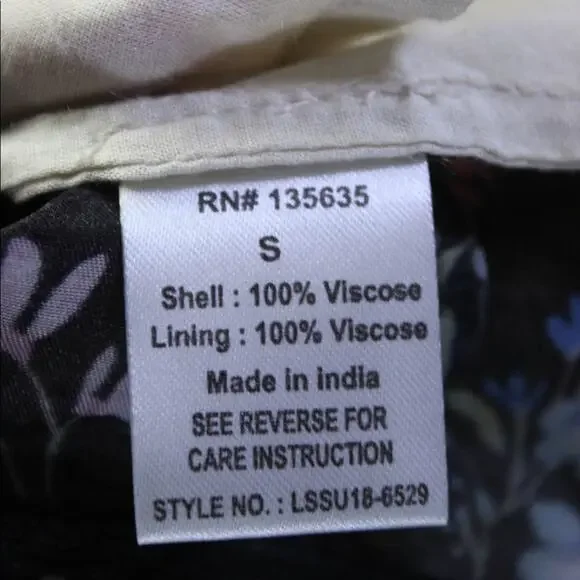 RN# 135635
S
Shell : 100% Viscose
Lining : 100% Viscose
Made in india
SEE REVERSE FOR
CARE INSTRUCTION
STYLE NO. : LSSU18-6529